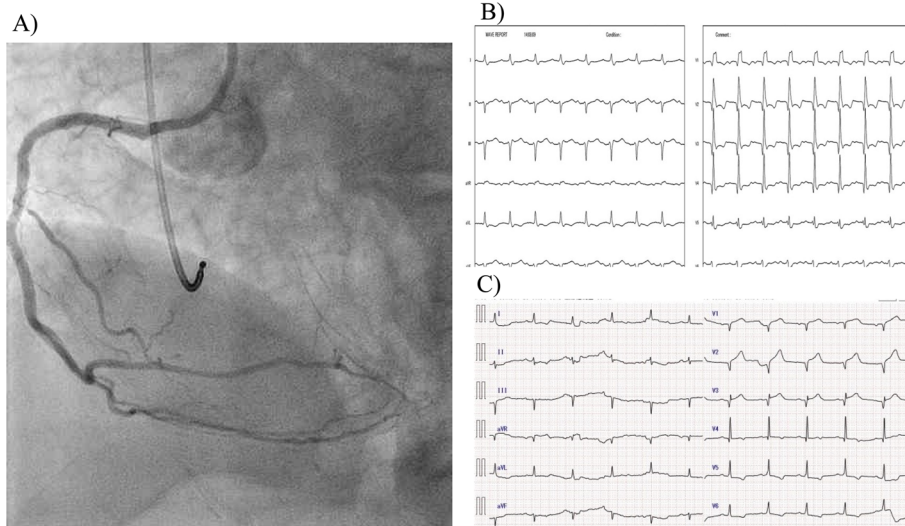 A)
B)
WAVE REPORT
Condition :
Comment :
I
II
III
aVR
aVL
V1
V2
V3
V4
V5
V6
C)
I
V1
II
V2
III
V3
aVR
V4
aVL
V5
aVF
V6